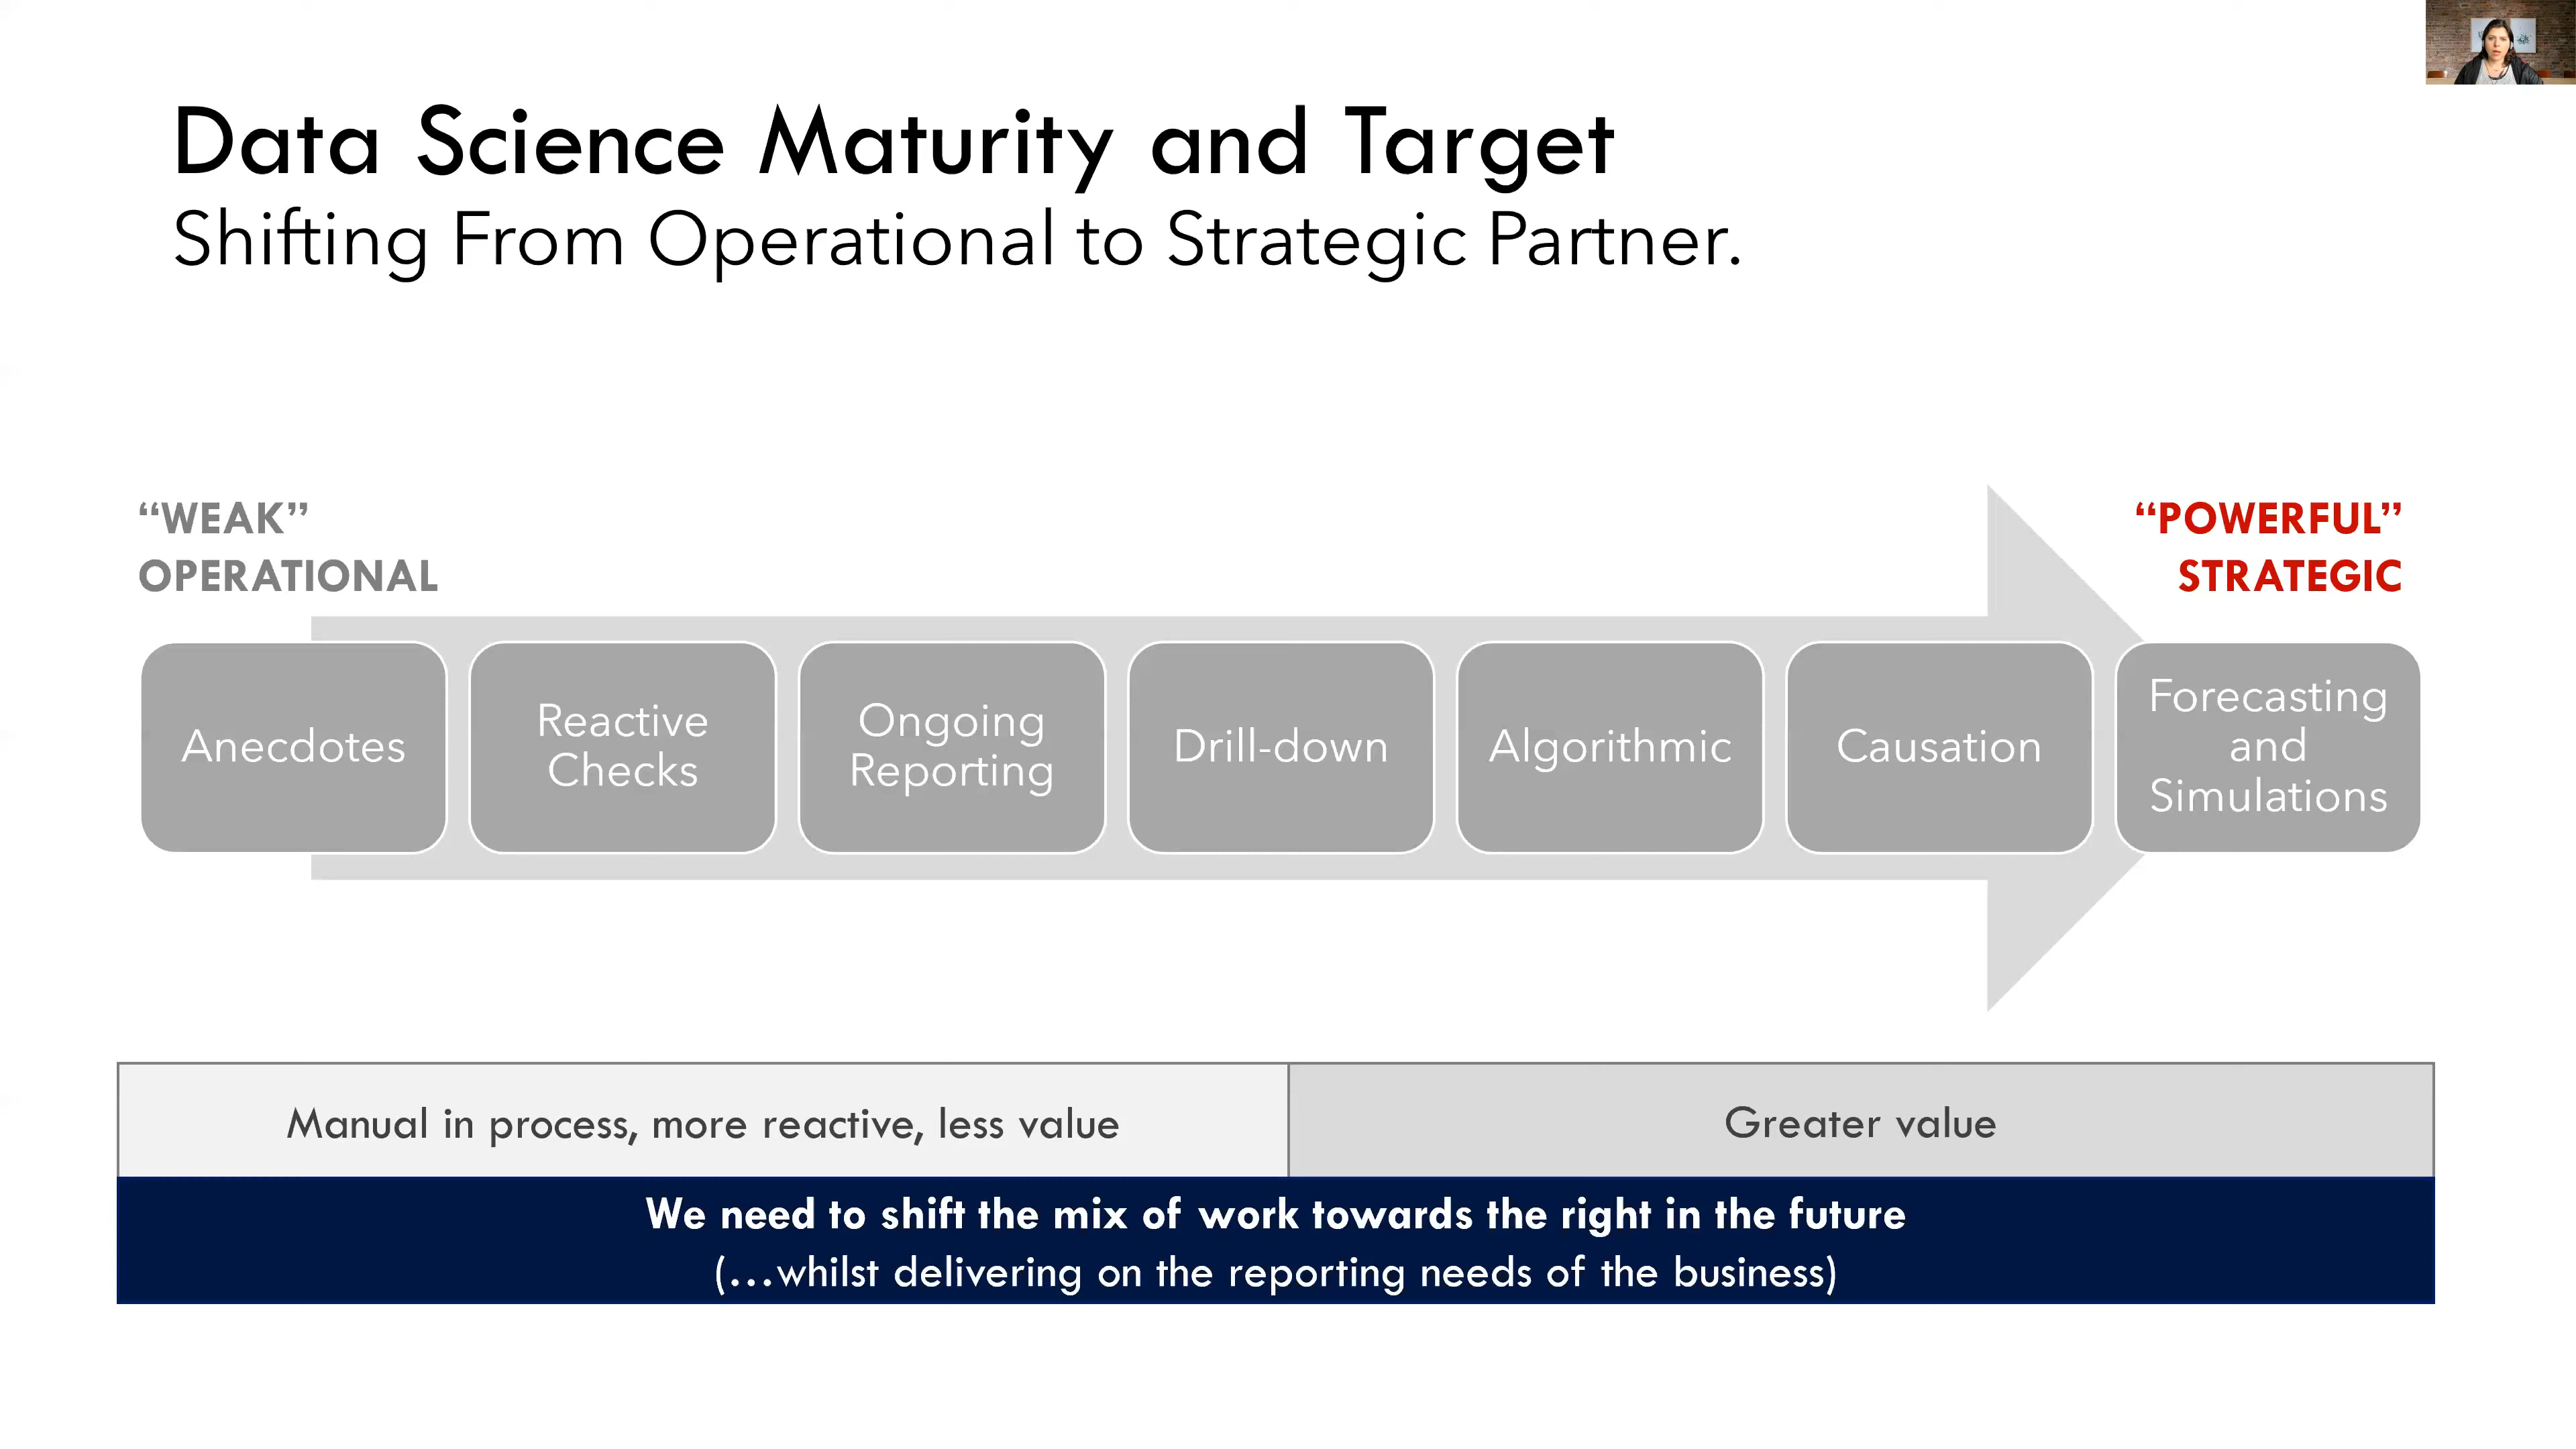 Data Science Maturity and Target
Shifting From Operational to Strategic Partner.
“WEAK”
OPERATIONAL
“POWERFUL”
STRATEGIC
Anecdotes
Reactive
Checks
Ongoing
Reporting
Drill-down
Algorithmic
Causation
Forecasting
and
Simulations
Manual in process, more reactive, less value
Greater value
We need to shift the mix of work towards the right in the future
(…whilst delivering on the reporting needs of the business)